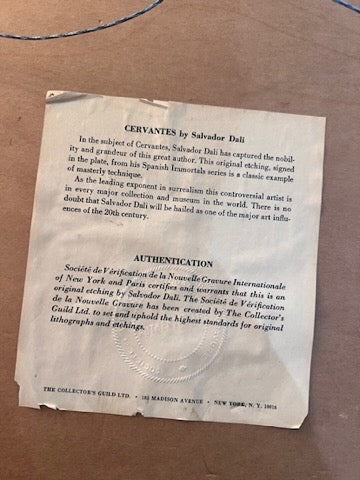 CERVANTES by Salvador Dali
In the subject of Cervantes, Salvador Dali has captured the nobil-
ity and grandeur of this great author. This original etching, signed
in the plate, from his Spanish Immortals series is a classic example
of masterly technique.
As the leading exponent in surrealism this controversial artist is
in every major collection and museum in the world. There is no
doubt that Salvador Dali will be hailed as one of the major art influ-
ences of the 20th century.
AUTHENTICATION
Société de Vérification de la Nouvelle Gravure Internationale
of New York and Paris certifies and warrants that this is an
original etching by Salvador Dali. The Société de Vérification
de la Nouvelle Gravure has been created by The Collector's
Guild Ltd. to set and uphold the highest standards for original
lithographs and etchings.
THE COLLECTOR'S GUILD LTD. • 185 MADISON AVENUE • NEW YORK, N. Y. 10016